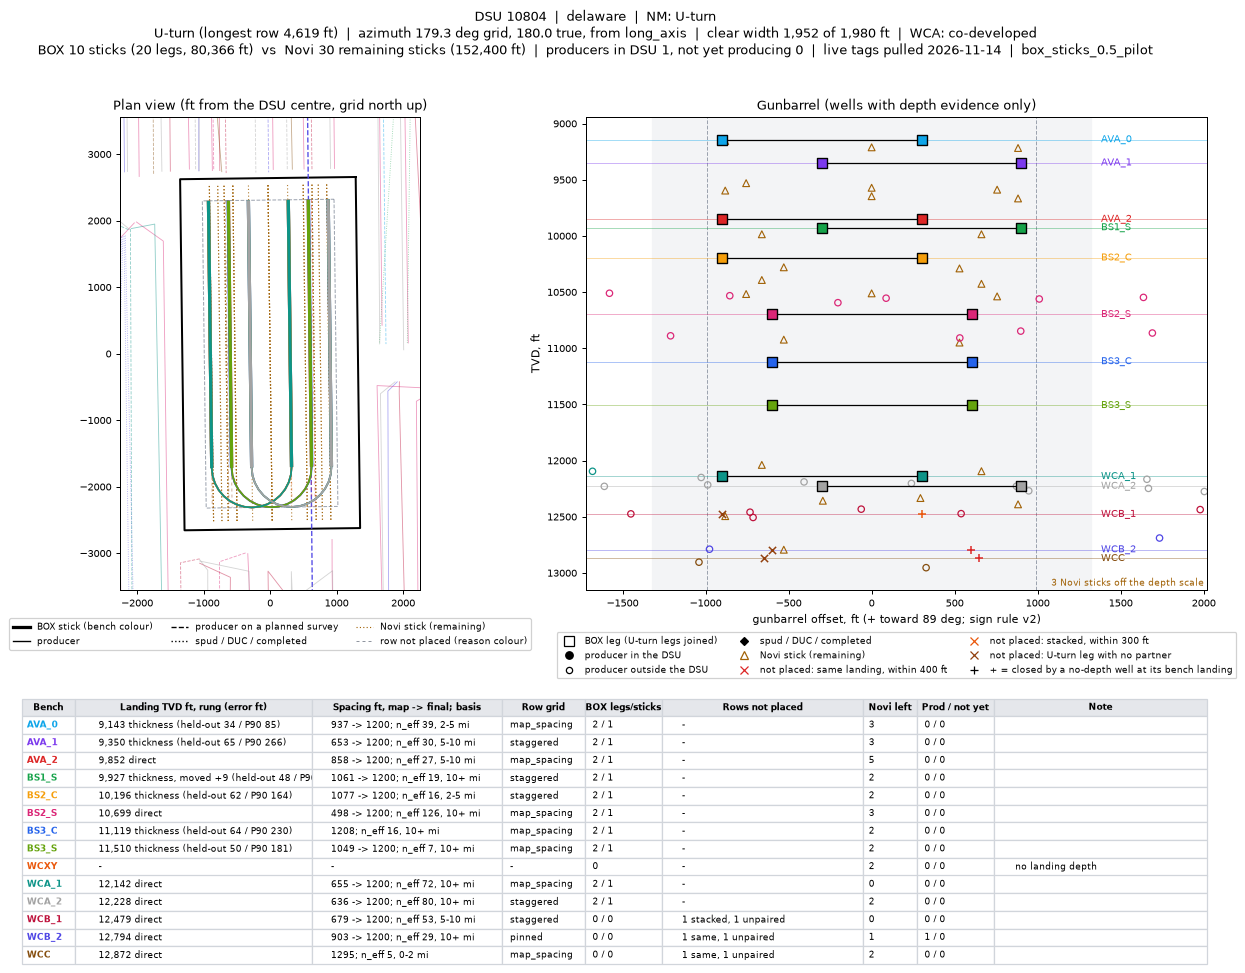 DSU 10804 | delaware | NM: U-turn
U-turn (longest row 4,619 ft) | azimuth 179.3 deg grid, 180.0 true, from long_axis | clear width 1,952 of 1,980 ft | WCA: co-developed
BOX 10 sticks (20 legs, 80,366 ft) vs Novi 30 remaining sticks (152,400 ft) | producers in DSU 1, not yet producing 0 | live tags pulled 2026-11-14 | box_sticks_0.5_pilot
Plan view (ft from the DSU centre, grid north up)
3000
2000
1000
0
−1000
−2000
−3000
−2000 −1000 0 1000 2000
BOX stick (bench colour)
producer
producer on a planned survey
spud / DUC / completed
Novi stick (remaining)
row not placed (reason colour)
Gunbarrel (wells with depth evidence only)
TVD, ft
9000
9500
10000
10500
11000
11500
12000
12500
13000
AVA_0
AVA_1
AVA_2
BS1_S
BS2_C
BS2_S
BS3_C
BS3_S
WCA_1
WCA_2
WCB_1
WCB_2
WCC
3 Novi sticks off the depth scale
−1500 −1000 −500 0 500 1000 1500 2000
gunbarrel offset, ft (+ toward 89 deg; sign rule v2)
BOX leg (U-turn legs joined)
producer in the DSU
producer outside the DSU
spud / DUC / completed
Novi stick (remaining)
not placed: same landing, within 400 ft
not placed: stacked, within 300 ft
not placed: U-turn leg with no partner
+ = closed by a no-depth well at its bench landing
Bench Landing TVD ft, rung (error ft) Spacing ft, map -> final; basis Row grid BOX legs/sticks Rows not placed Novi left Prod / not yet Note
AVA_0 9,143 thickness (held-out 34 / P90 85) 937 -> 1200; n_eff 39, 2-5 mi map_spacing 2 / 1 - 3 0 / 0
AVA_1 9,350 thickness (held-out 65 / P90 266) 653 -> 1200; n_eff 30, 5-10 mi staggered 2 / 1 - 3 0 / 0
AVA_2 9,852 direct 858 -> 1200; n_eff 27, 5-10 mi map_spacing 2 / 1 - 5 0 / 0
BS1_S 9,927 thickness, moved +9 (held-out 48 / P9 1061 -> 1200; n_eff 19, 10+ mi staggered 2 / 1 - 2 0 / 0
BS2_C 10,196 thickness (held-out 62 / P90 164) 1077 -> 1200; n_eff 16, 2-5 mi staggered 2 / 1 - 2 0 / 0
BS2_S 10,699 direct 498 -> 1200; n_eff 126, 10+ mi map_spacing 2 / 1 - 3 0 / 0
BS3_C 11,119 thickness (held-out 64 / P90 230) 1208; n_eff 16, 10+ mi map_spacing 2 / 1 - 2 0 / 0
BS3_S 11,510 thickness (held-out 50 / P90 181) 1049 -> 1200; n_eff 7, 10+ mi map_spacing 2 / 1 - 2 0 / 0
WCXY - - - 0 - 2 0 / 0 no landing depth
WCA_1 12,142 direct 655 -> 1200; n_eff 72, 10+ mi map_spacing 2 / 1 - 0 0 / 0
WCA_2 12,228 direct 636 -> 1200; n_eff 80, 10+ mi staggered 2 / 1 - 2 0 / 0
WCB_1 12,479 direct 679 -> 1200; n_eff 53, 5-10 mi staggered 0 / 0 1 stacked, 1 unpaired 0 0 / 0
WCB_2 12,794 direct 903 -> 1200; n_eff 29, 10+ mi pinned 0 / 0 1 same, 1 unpaired 1 1 / 0
WCC 12,872 direct 1295; n_eff 5, 0-2 mi map_spacing 0 / 0 1 same, 1 unpaired 2 0 / 0